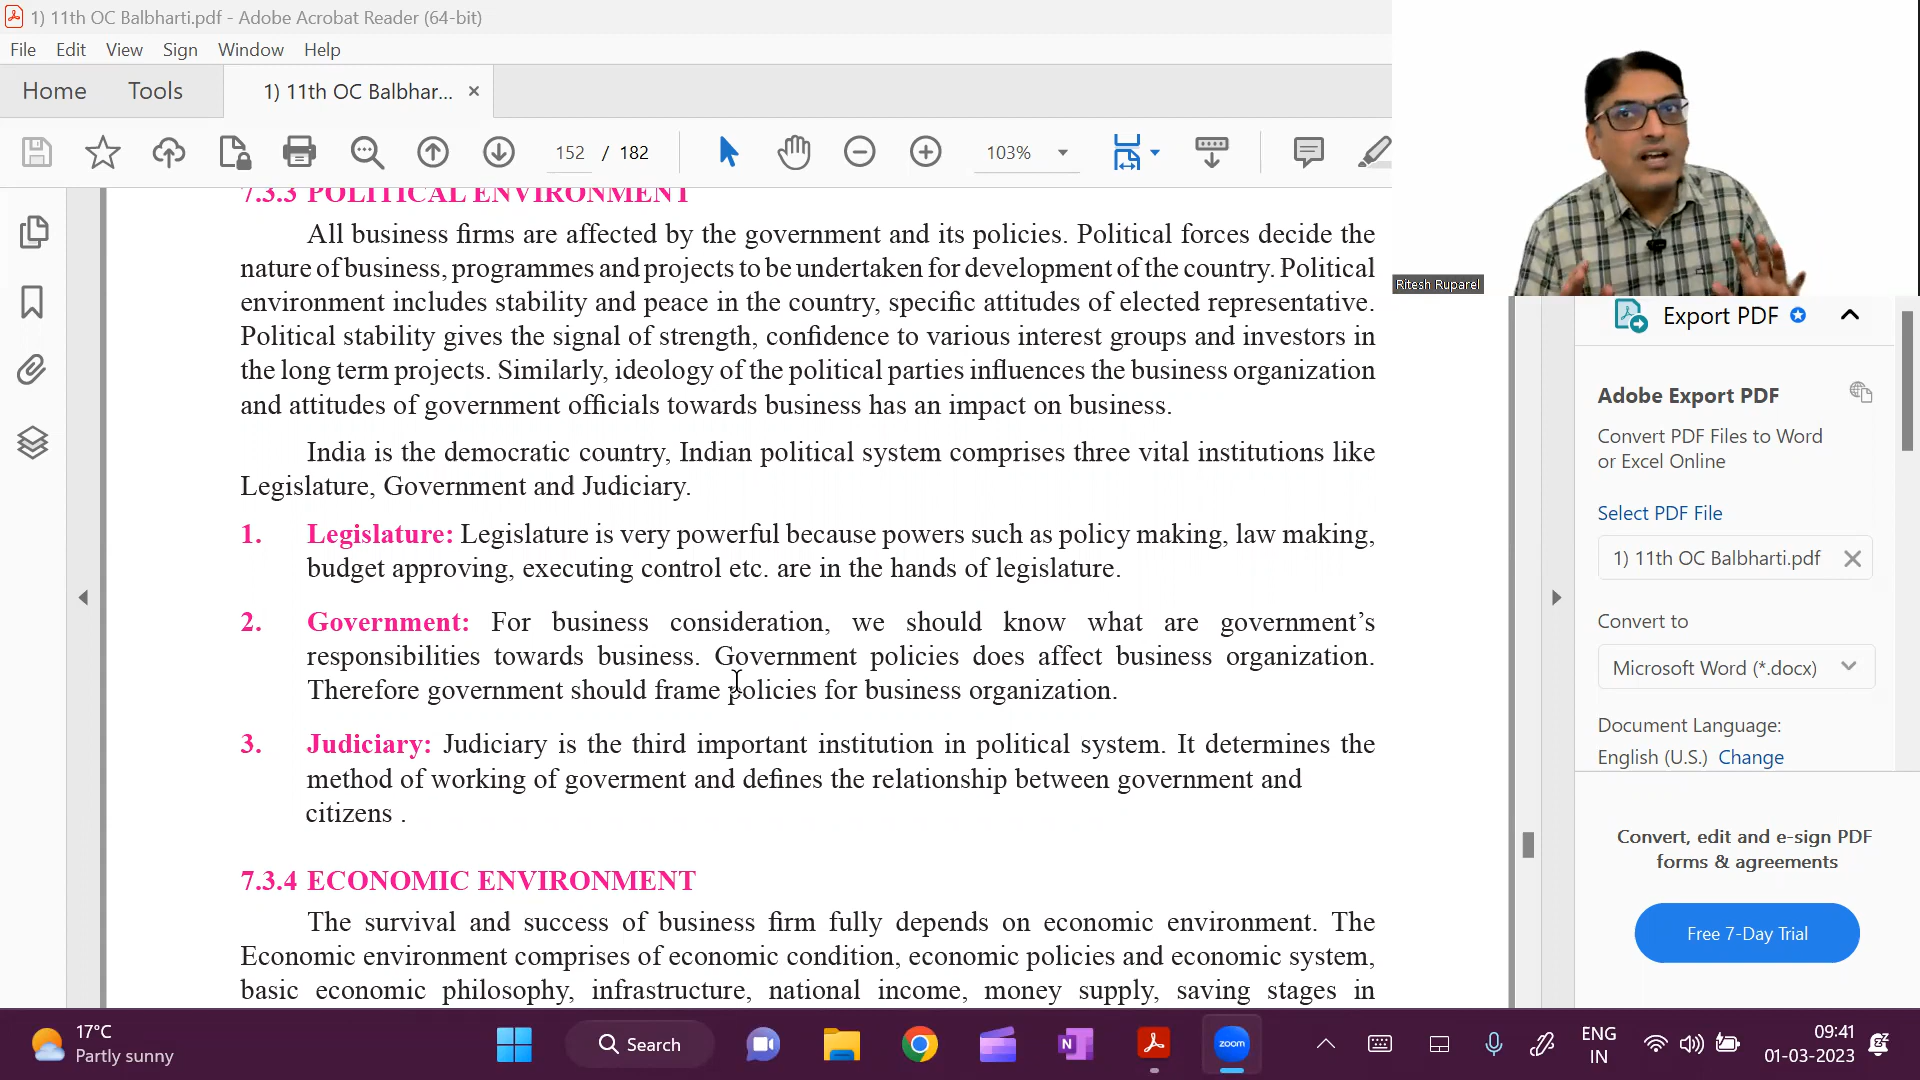 1) 11th OC Balbharti.pdf - Adobe Acrobat Reader (64-bit)
File Edit View Sign Window Help
Home Tools 1) 11th OC Balbhar... ×
152 / 182 103%
Ritesh Ruparel
7.3.3 POLITICAL ENVIRONMENT
All business firms are affected by the government and its policies. Political forces decide the
nature of business, programmes and projects to be undertaken for development of the country. Political
environment includes stability and peace in the country, specific attitudes of elected representative.
Political stability gives the signal of strength, confidence to various interest groups and investors in
the long term projects. Similarly, ideology of the political parties influences the business organization
and attitudes of government officials towards business has an impact on business.
India is the democratic country, Indian political system comprises three vital institutions like
Legislature, Government and Judiciary.
1. Legislature: Legislature is very powerful because powers such as policy making, law making,
budget approving, executing control etc. are in the hands of legislature.
2. Government: For business consideration, we should know what are government’s
responsibilities towards business. Government policies does affect business organization.
Therefore government should frame policies for business organization.
3. Judiciary: Judiciary is the third important institution in political system. It determines the
method of working of goverment and defines the relationship between government and
citizens .
7.3.4 ECONOMIC ENVIRONMENT
The survival and success of business firm fully depends on economic environment. The
Economic environment comprises of economic condition, economic policies and economic system,
basic economic philosophy, infrastructure, national income, money supply, saving stages in
Export PDF
Adobe Export PDF
Convert PDF Files to Word
or Excel Online
Select PDF File
1) 11th OC Balbharti.pdf
Convert to
Microsoft Word (*.docx)
Document Language:
English (U.S.) Change
Convert, edit and e-sign PDF
forms & agreements
Free 7-Day Trial
17°C
Partly sunny
Search
N
zoom
ENG
IN
09:41
01-03-2023